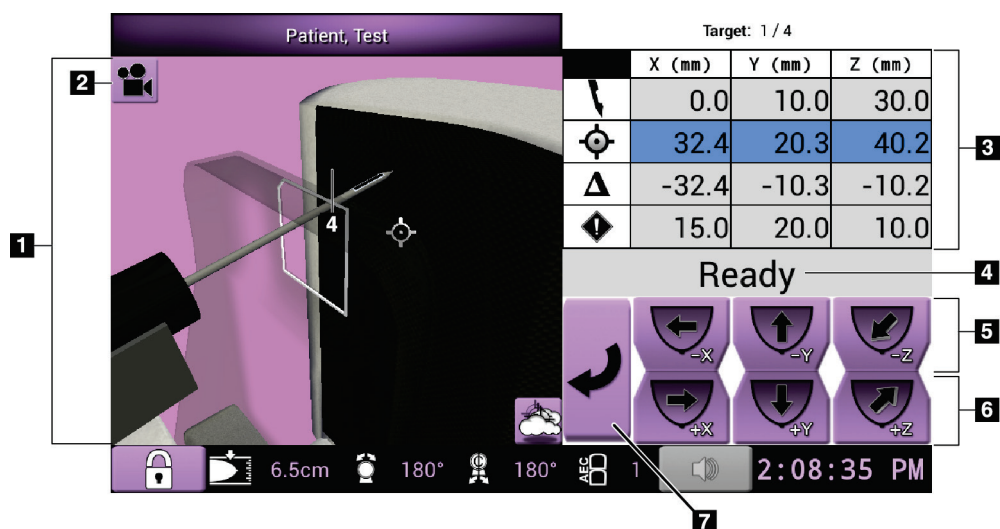 Patient, Test
Target: 1 / 4
X (mm) Y (mm) Z (mm)
0.0 10.0 30.0
32.4 20.3 40.2
Δ -32.4 -10.3 -10.2
! 15.0 20.0 10.0
Ready
-X -Y -Z
+X +Y +Z
4
6.5cm 180° C 180° AEC 1 2:08:35 PM
1
2
3
4
5
6
7